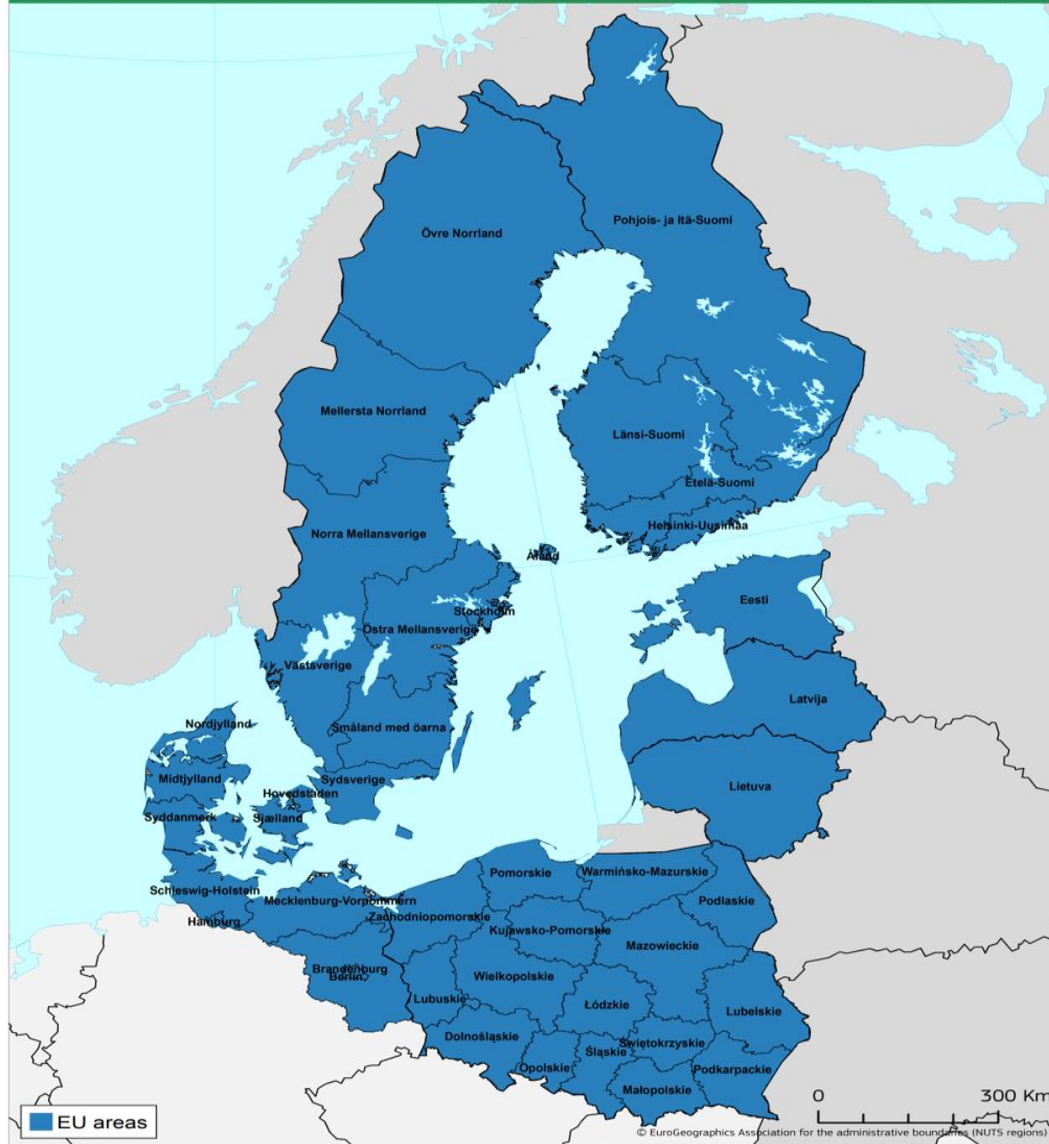 Övre Norrland
Pohjois- ja Itä-Suomi
Mellersta Norrland
Länsi-Suomi
Etelä-Suomi
Helsinki-Uusimaa
Norra Mellansverige
Åland
Stockholm
Östra Mellansverige
Eesti
Västsverige
Latvija
Nordjylland
Småland med öarna
Midtjylland
Sydsverige
Lietuva
Hovedstaden
Syddanmerk
Sjælland
Schleswig-Holstein
Mecklenburg-Vorpommern
Hamburg
Zachodniopomorskie
Pomorskie
Warmińsko-Mazurskie
Podlaskie
Kujawsko-Pomorskie
Mazowieckie
Brandenburg
Berlin
Lubuskie
Wielkopolskie
Łódzkie
Lubelskie
Dolnośląskie
Opolskie
Śląskie
Świętokrzyskie
Małopolskie
Podkarpackie
0 300 Km
EU areas
© EuroGeographics Association for the administrative boundaries (NUTS regions)